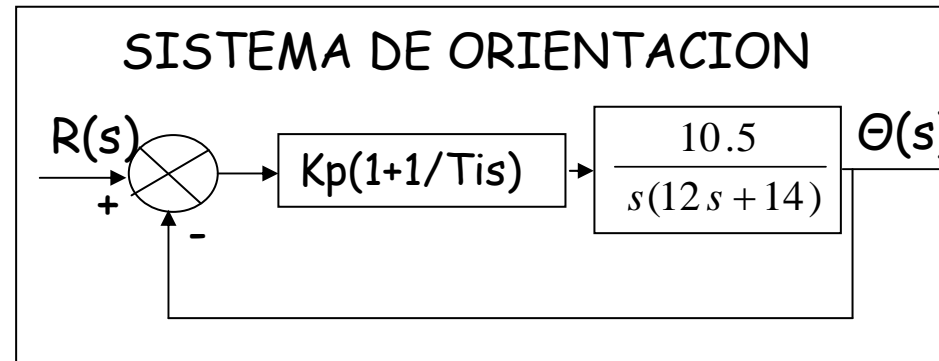 SISTEMA DE ORIENTACION
R(s)
+
-
Kp(1+1/Tis)
10.5
s(12s+14)
Θ(s)